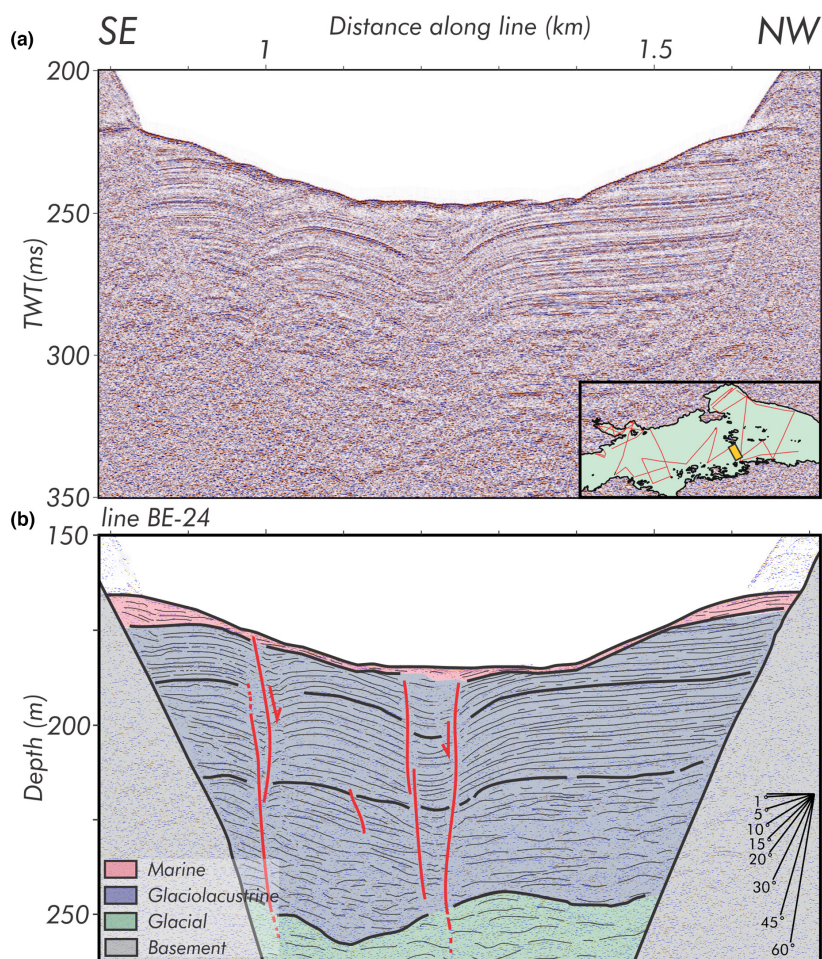 (a)
SE
Distance along line (km)
NW
1
1.5
200
250
300
350
TWT(ms)
(b)
line BE-24
150
200
250
Depth (m)
1°
5°
10°
15°
20°
30°
45°
60°
Marine
Glaciolacustrine
Glacial
Basement